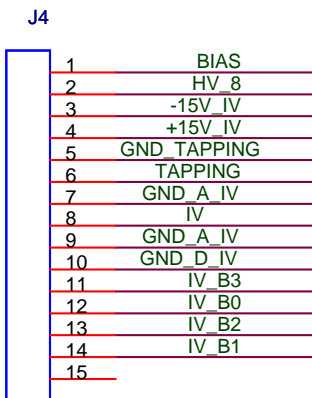 J4
1 BIAS
2 HV_8
3 -15V_IV
4 +15V_IV
5 GND_TAPPING
6 TAPPING
7 GND_A_IV
8 IV
9 GND_A_IV
10 GND_D_IV
11 IV_B3
12 IV_B0
13 IV_B2
14 IV_B1
15